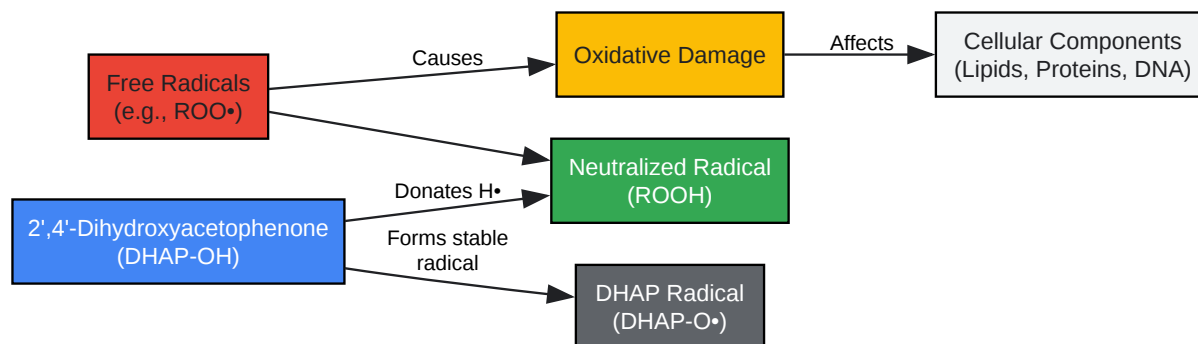 Causes
Oxidative Damage
Affects
Cellular Components
(Lipids, Proteins, DNA)
Free Radicals
(e.g., ROO•)
Neutralized Radical
(ROOH)
Donates H•
2',4'-Dihydroxyacetophenone
(DHAP-OH)
Forms stable
radical
DHAP Radical
(DHAP-O•)